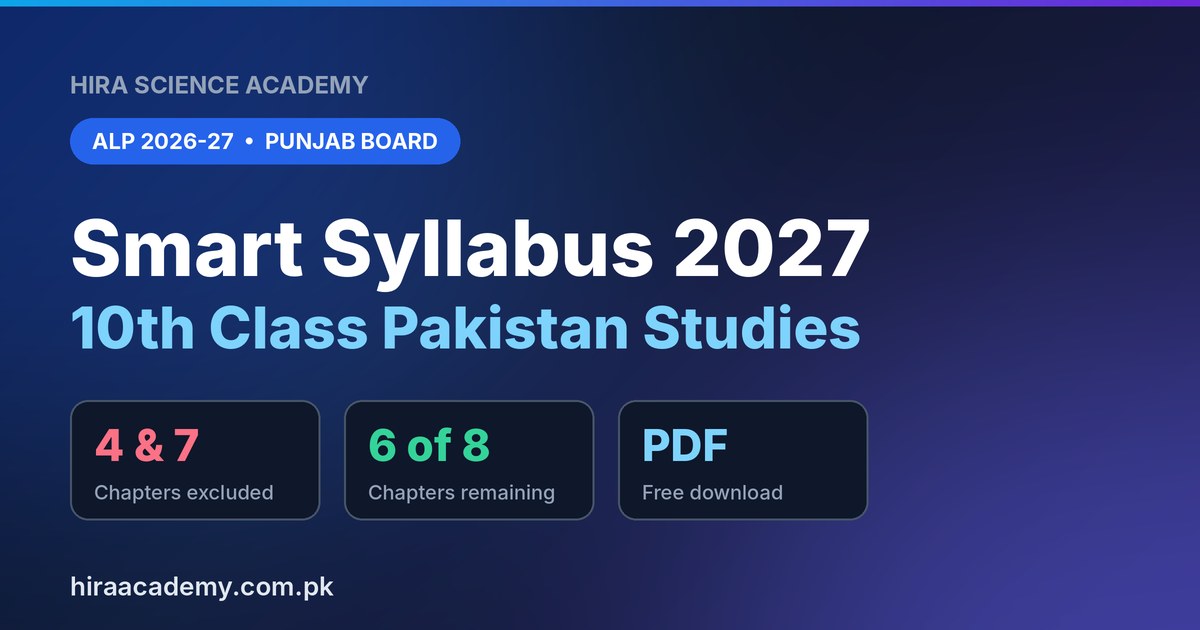 HIRA SCIENCE ACADEMY
ALP 2026-27 • PUNJAB BOARD
Smart Syllabus 2027
10th Class Pakistan Studies
4 & 7
Chapters excluded
6 of 8
Chapters remaining
PDF
Free download
hiraacademy.com.pk